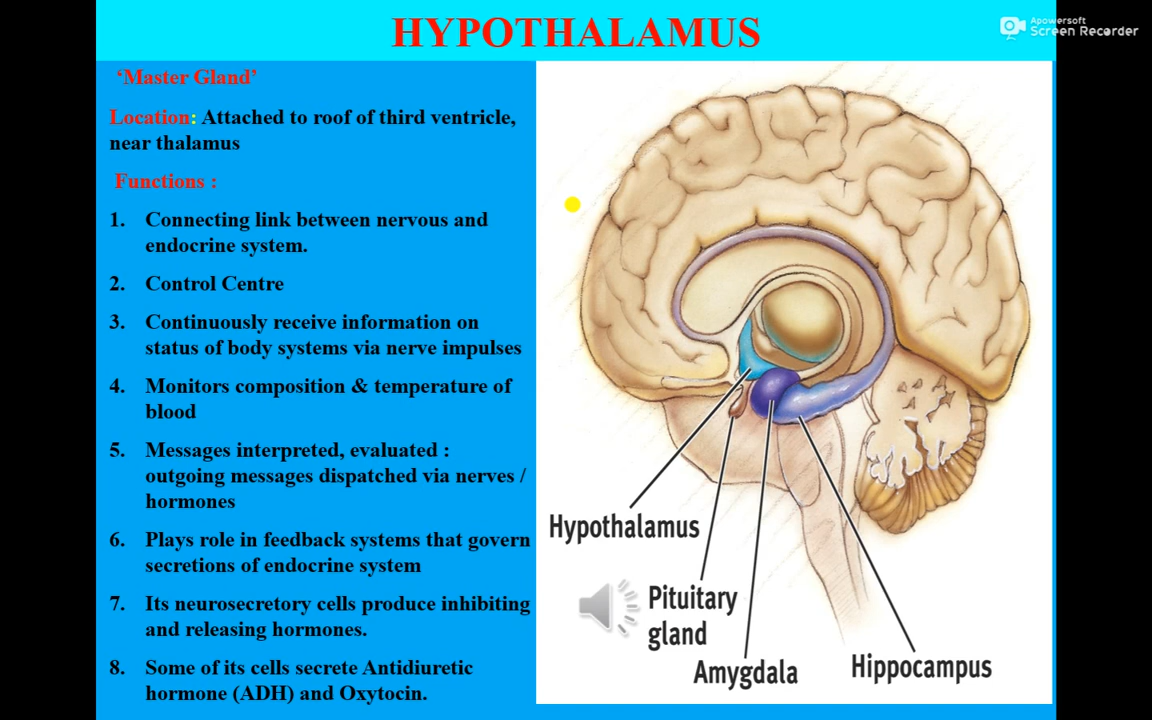 HYPOTHALAMUS
Apowersoft
Screen Recorder
‘Master Gland’
Location: Attached to roof of third ventricle,
near thalamus
Functions :
1. Connecting link between nervous and
endocrine system.
2. Control Centre
3. Continuously receive information on
status of body systems via nerve impulses
4. Monitors composition & temperature of
blood
5. Messages interpreted, evaluated :
outgoing messages dispatched via nerves /
hormones
6. Plays role in feedback systems that govern
secretions of endocrine system
7. Its neurosecretory cells produce inhibiting
and releasing hormones.
8. Some of its cells secrete Antidiuretic
hormone (ADH) and Oxytocin.
Hypothalamus
Pituitary
gland
Amygdala
Hippocampus